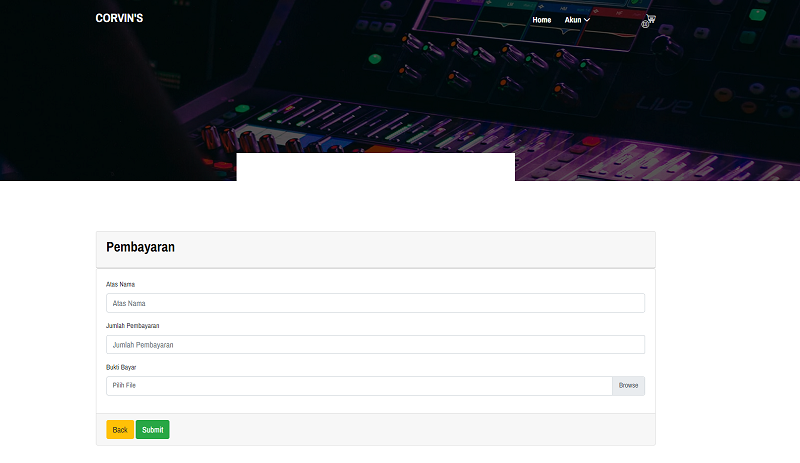 CORVIN'S
Home Akun
LIVE
Pembayaran
Atas Nama
Atas Nama
Jumlah Pembayaran
Jumlah Pembayaran
Bukti Bayar
Pilih File Browse
Back Submit